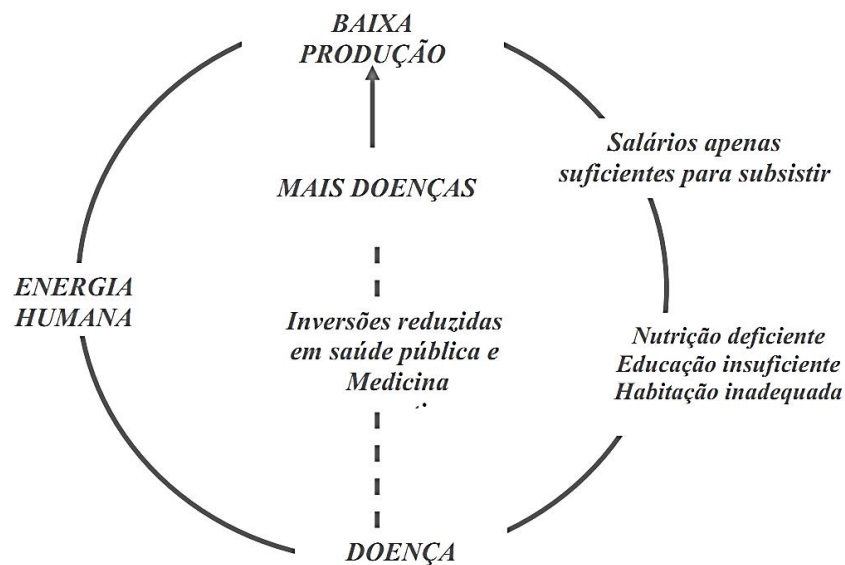 BAIXA
PRODUÇÃO
Salários apenas
suficientes para subsistir
MAIS DOENÇAS
ENERGIA
HUMANA
Inversões reduzidas
em saúde pública e
Medicina
Nutrição deficiente
Educação insuficiente
Habitação inadequada
DOENÇA